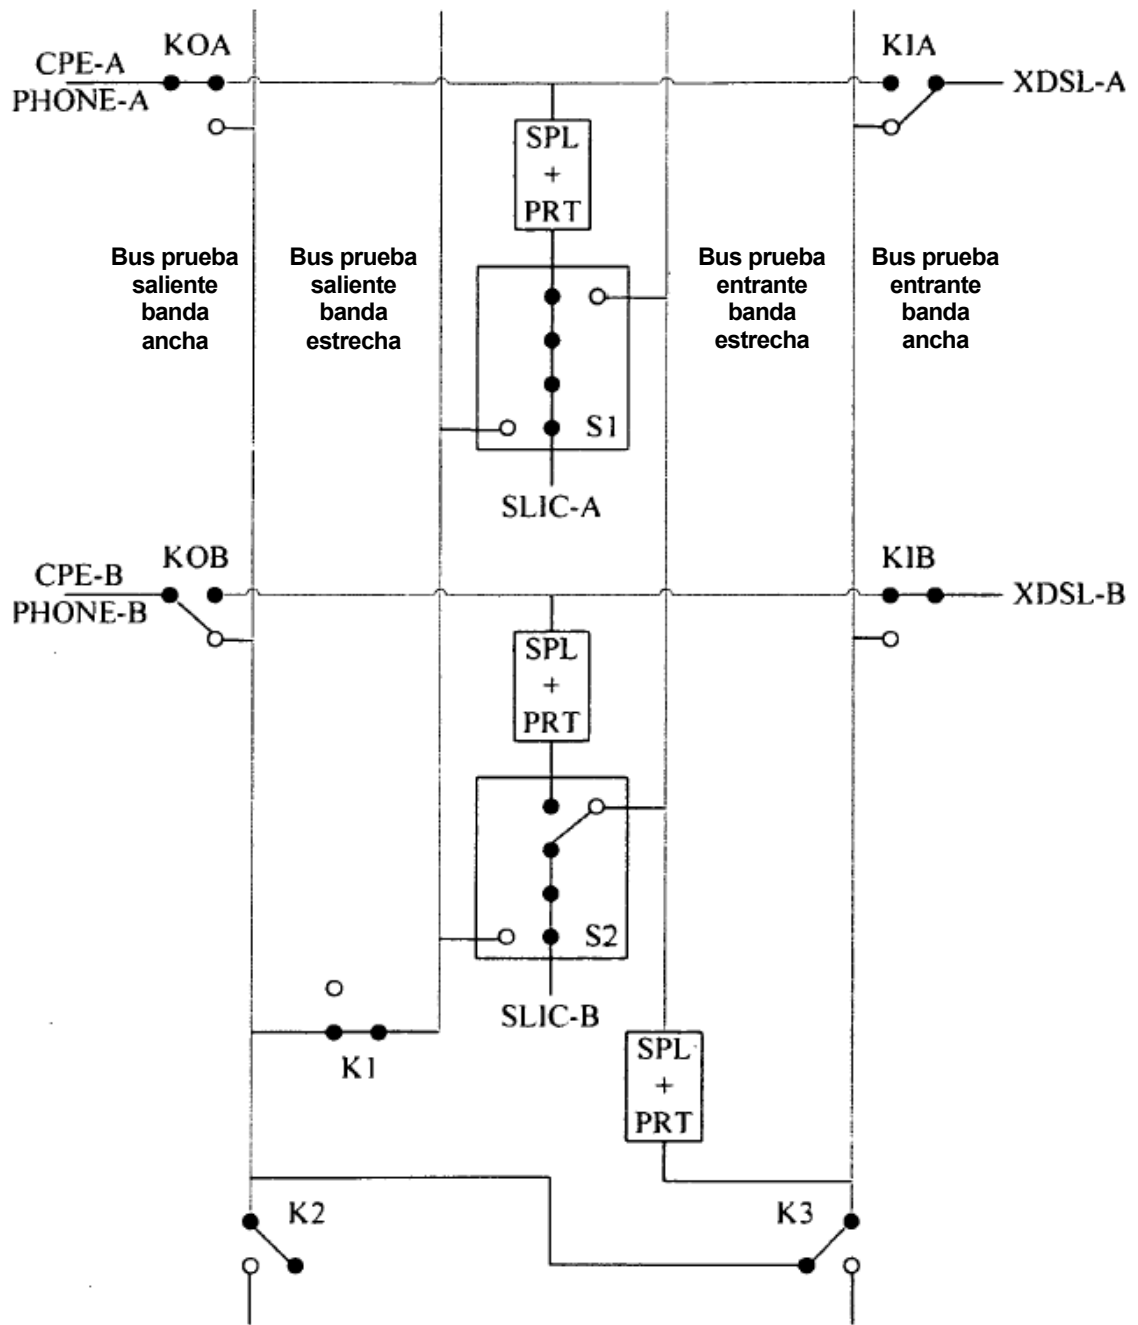 KOA
K1A
CPE-A
PHONE-A
XDSL-A
SPL
+
PRT
Bus prueba
saliente
banda
ancha
Bus prueba
saliente
banda
estrecha
Bus prueba
entrante
banda
estrecha
Bus prueba
entrante
banda
ancha
S1
SLIC-A
KOB
K1B
CPE-B
PHONE-B
XDSL-B
SPL
+
PRT
S2
SLIC-B
K1
SPL
+
PRT
K2
K3